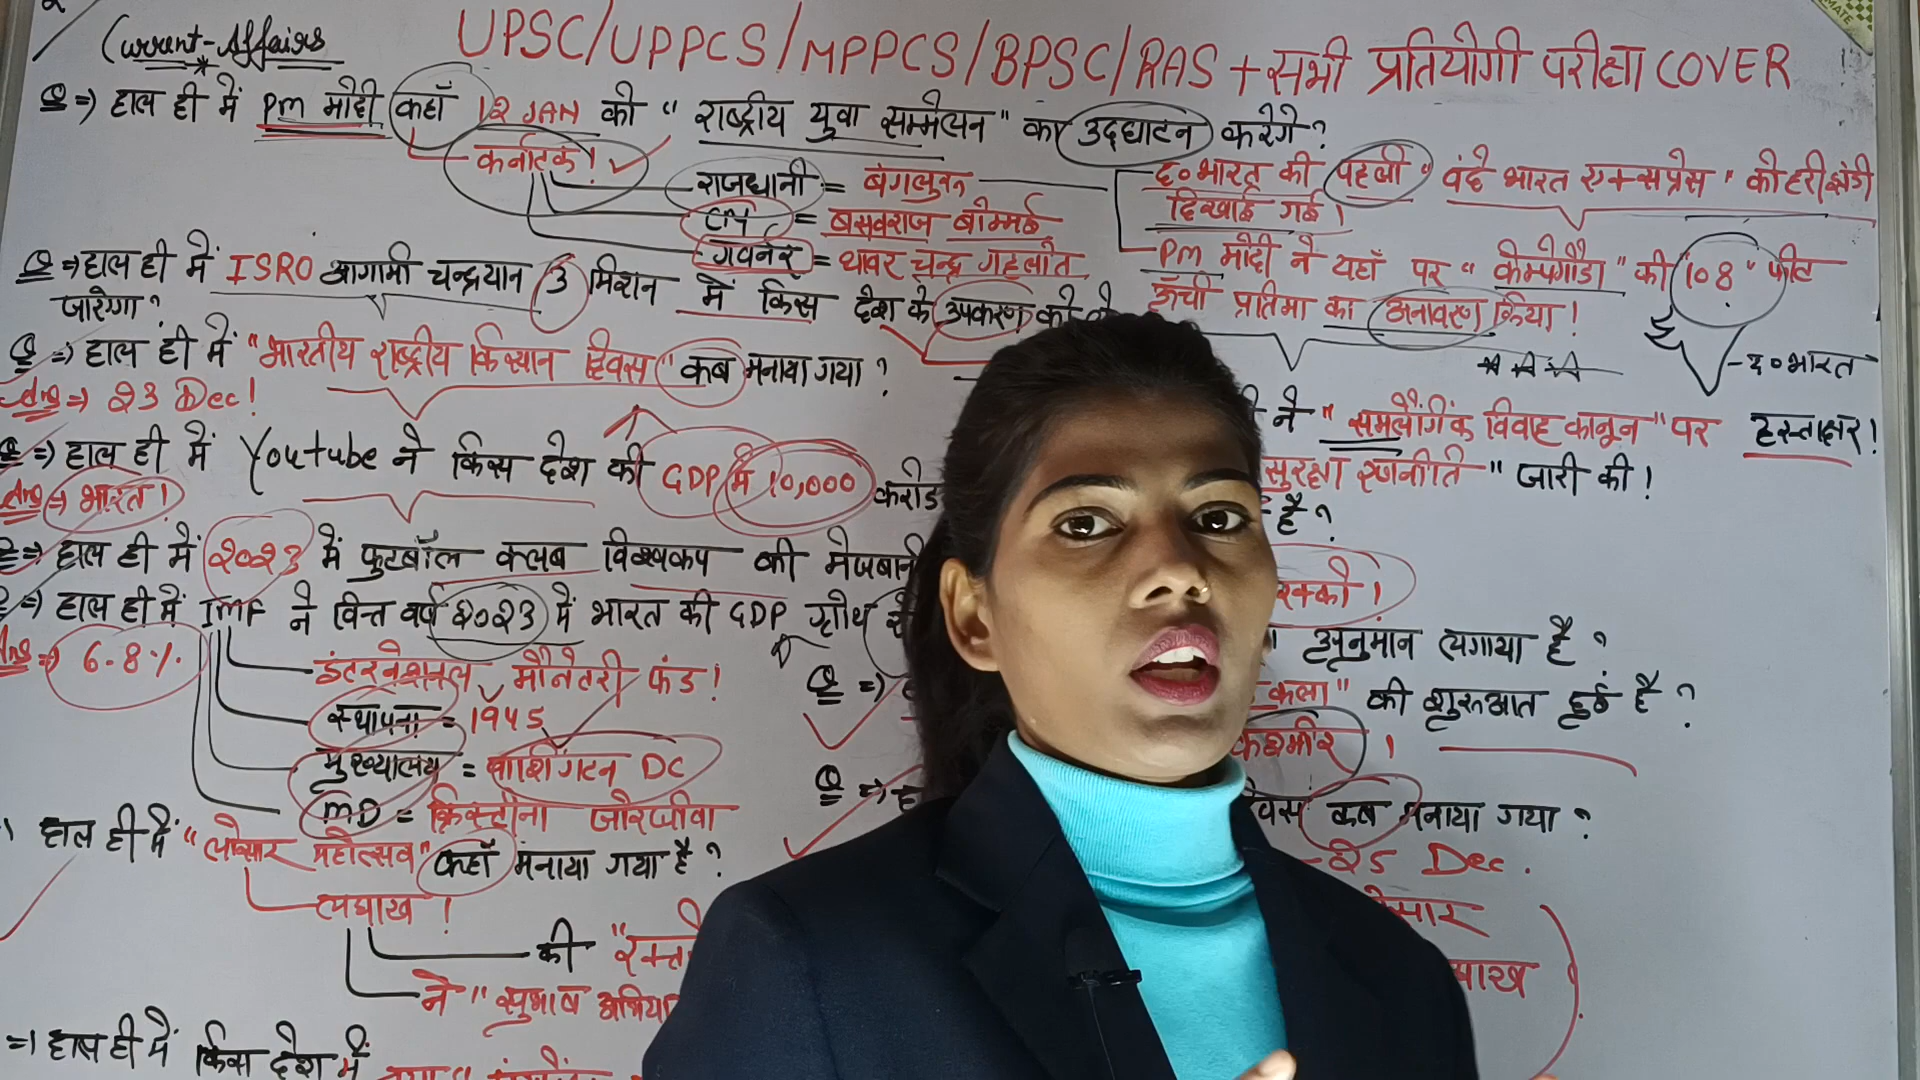 Current-Affairs
UPSC/UPPCS/MPPCS/BPSC/RAS + सभी प्रतियोगी परीक्षा COVER
Q ⇒ हाल ही में PM मोदी कहाँ 12 JAN को "राष्ट्रीय युवा सम्मेलन" का उद्घाटन करेंगे?
कर्नाटक!
राजधानी = बेंगलुरु
CM = बसवराज बोम्मई
गवर्नर = थावर चन्द्र गहलोत
द० भारत की पहली "वंदे भारत एक्सप्रेस" को हरी झंडी
दिखाई गई।
PM मोदी ने यहाँ पर "केम्पेगौडा" की 108 फीट
ऊँची प्रतिमा का अनावरण किया!
द० भारत
Q ⇒ हाल ही में ISRO आगामी चन्द्रयान 3 मिशन में किस देश के उपकरण को
जारेगा?
Q ⇒ हाल ही में "भारतीय राष्ट्रीय किसान दिवस" कब मनाया गया?
Ans ⇒ 23 Dec!
ने "समलैंगिक विवाह कानून" पर हस्ताक्षर!
सुरक्षा रणनीति" जारी की!
Q ⇒ हाल ही में Youtube ने किस देश की GDP में 10,000 करोड
है?
Ans ⇒ भारत!
⇒ हाल ही में 2023 में फुटबॉल क्लब विश्वकप की मेजबानी
रक्को!
⇒ हाल ही में IMF ने वित्त वर्ष 2023 में भारत की GDP ग्रोथ
अनुमान लगाया है?
Ans ⇒ 6.8%
इंटरनेशनल मौनेटरी फंड!
स्थापना = 1945
मुख्यालय = वाशिंगटन DC
MD = क्रिस्टीना जोरजीवा
Q ⇒
कला" की शुरुआत हुई है?
कश्मीर।
Q ⇒
दिवस कब मनाया गया?
25 Dec.
हाल ही में "लोसार महोत्सव" कहाँ मनाया गया है?
लद्दाख!
की "रक्त
ने "सुभाव अभिया
⇒ हाल ही में किस देश में